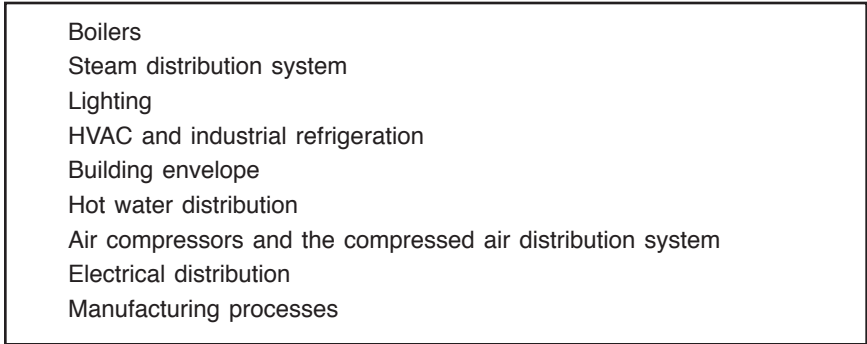 Boilers
Steam distribution system
Lighting
HVAC and industrial refrigeration
Building envelope
Hot water distribution
Air compressors and the compressed air distribution system
Electrical distribution
Manufacturing processes